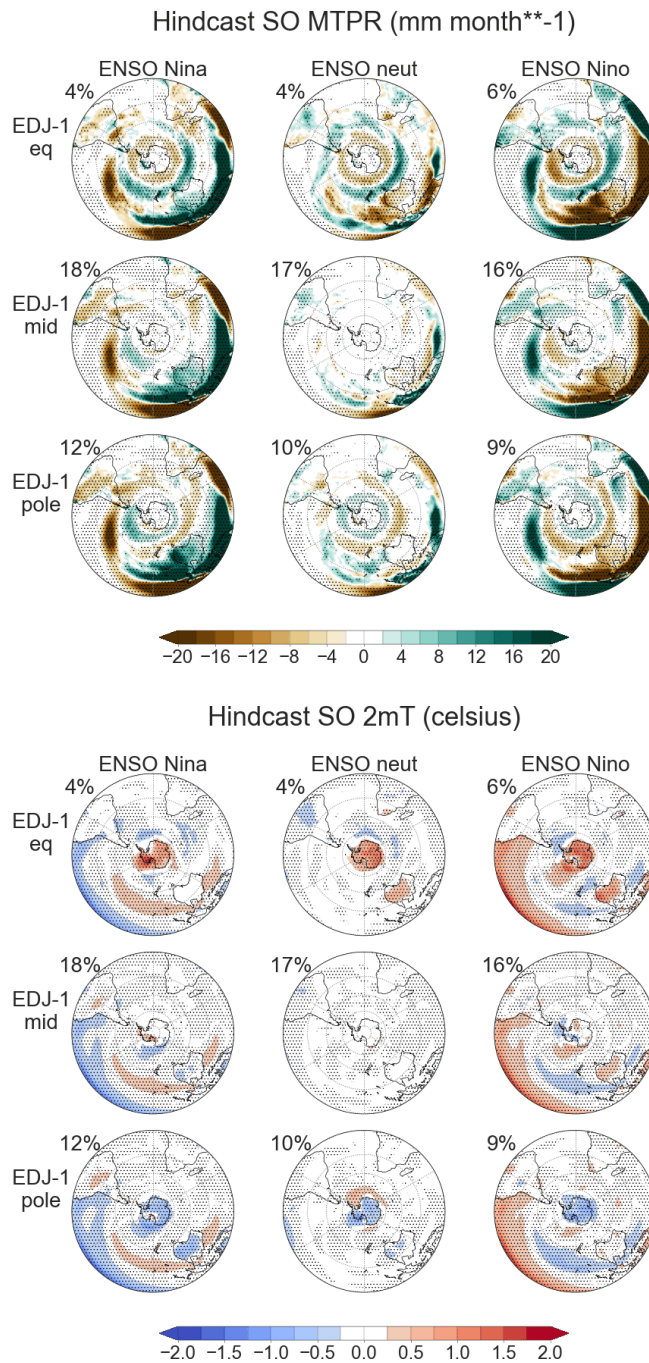 Hindcast SO MTPR (mm month**-1)
ENSO Nina ENSO neut ENSO Nino
4% 4% 6%
EDJ-1
eq
18% 17% 16%
EDJ-1
mid
12% 10% 9%
EDJ-1
pole
−20 −16 −12 −8 −4 0 4 8 12 16 20
Hindcast SO 2mT (celsius)
ENSO Nina ENSO neut ENSO Nino
4% 4% 6%
EDJ-1
eq
18% 17% 16%
EDJ-1
mid
12% 10% 9%
EDJ-1
pole
−2.0 −1.5 −1.0 −0.5 0.0 0.5 1.0 1.5 2.0